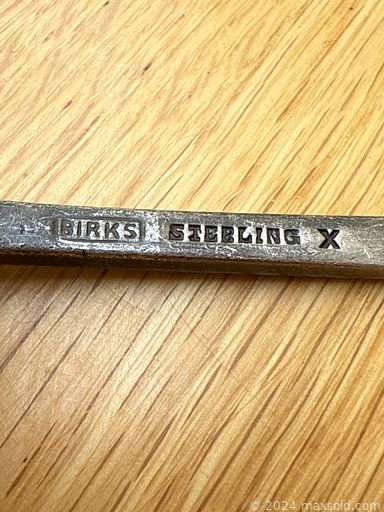 BIRKS STERLING X
© 2024 maxsold.com